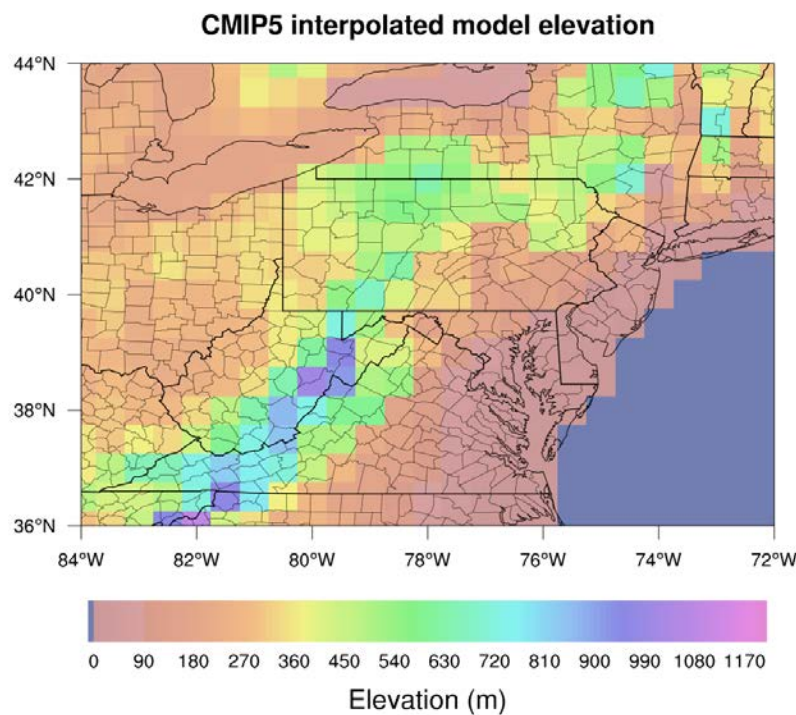 CMIP5 interpolated model elevation
44°N
42°N
40°N
38°N
36°N
84°W 82°W 80°W 78°W 76°W 74°W 72°W
0 90 180 270 360 450 540 630 720 810 900 990 1080 1170
Elevation (m)